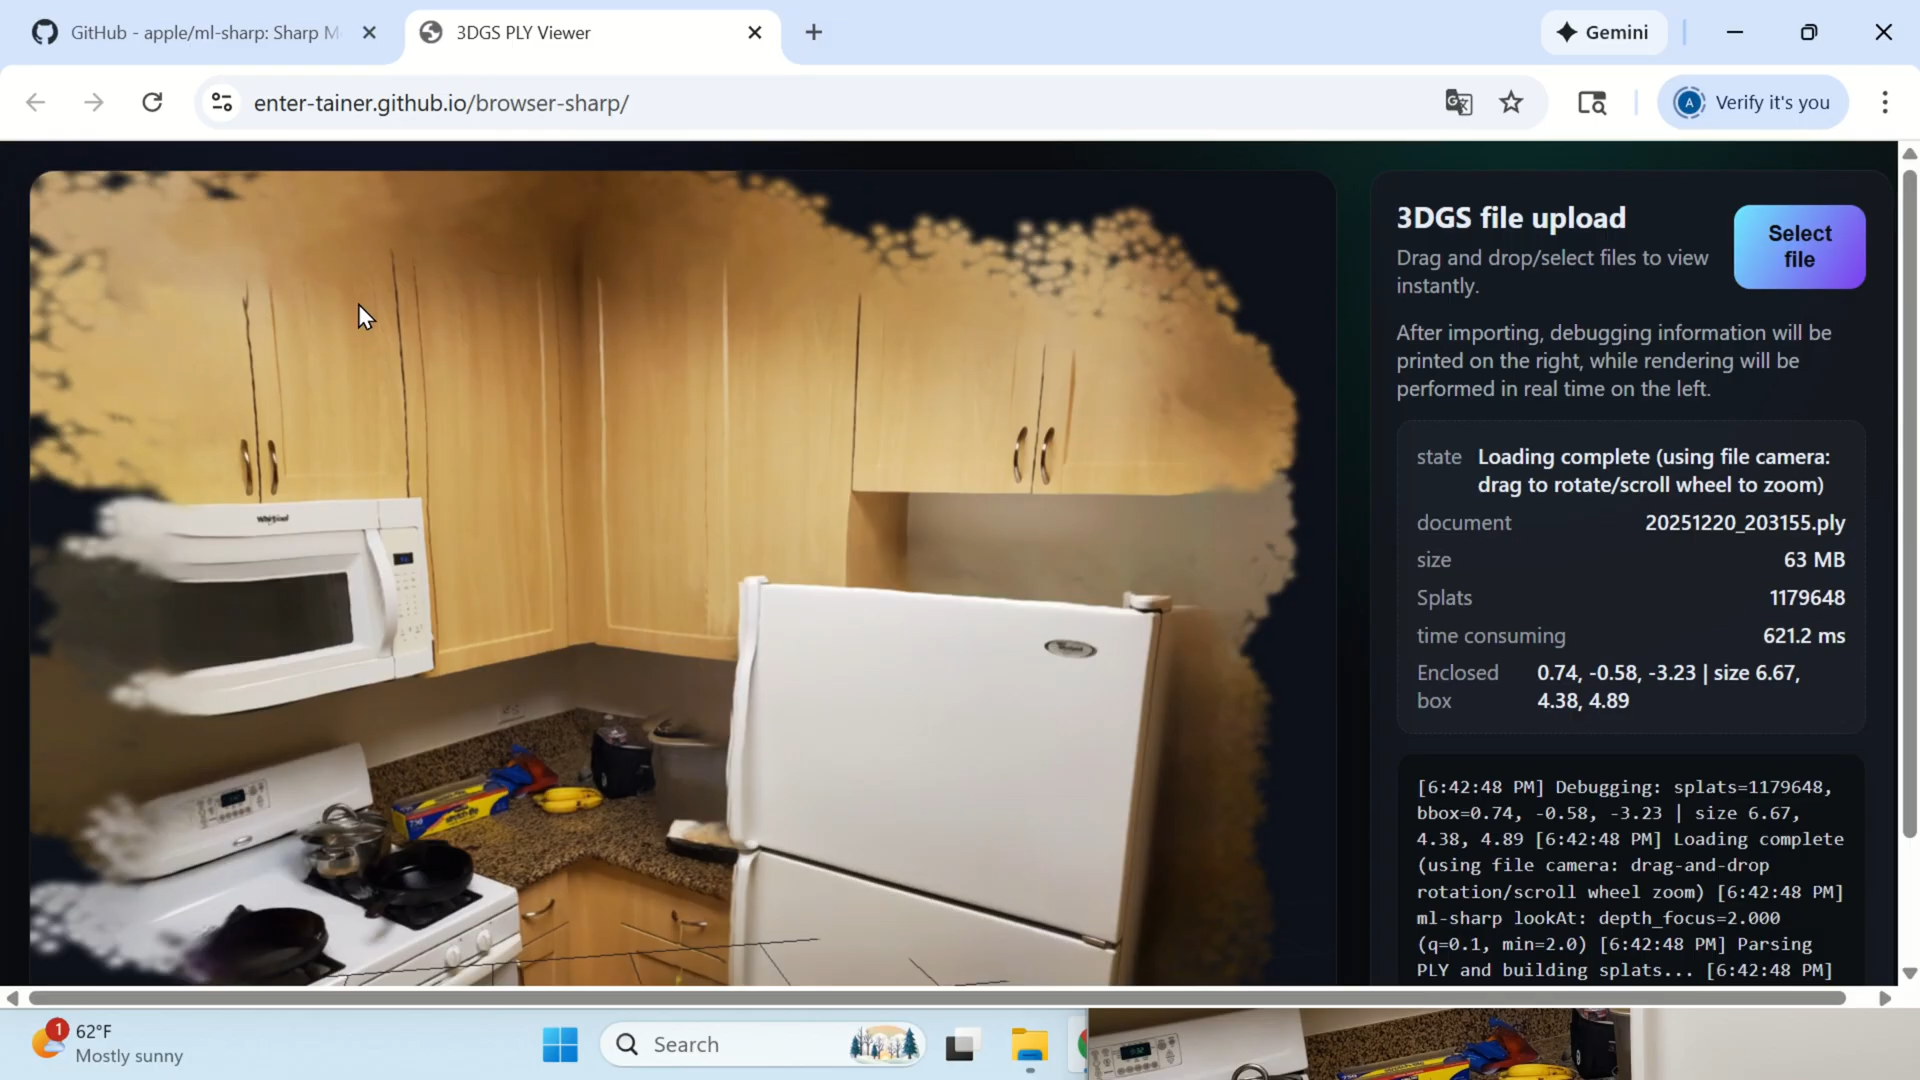 GitHub - apple/ml-sharp: Sharp M
3DGS PLY Viewer
Gemini
enter-tainer.github.io/browser-sharp/
A
Verify it's you
3DGS file upload
Select
file
Drag and drop/select files to view
instantly.
After importing, debugging information will be
printed on the right, while rendering will be
performed in real time on the left.
state Loading complete (using file camera:
drag to rotate/scroll wheel to zoom)
document 20251220_203155.ply
size 63 MB
Splats 1179648
time consuming 621.2 ms
Enclosed 0.74, -0.58, -3.23 | size 6.67,
box 4.38, 4.89
[6:42:48 PM] Debugging: splats=1179648,
bbox=0.74, -0.58, -3.23 | size 6.67,
4.38, 4.89 [6:42:48 PM] Loading complete
(using file camera: drag-and-drop
rotation/scroll wheel zoom) [6:42:48 PM]
ml-sharp lookAt: depth_focus=2.000
(q=0.1, min=2.0) [6:42:48 PM] Parsing
PLY and building splats... [6:42:48 PM]
Whirlpool
1
62°F
Mostly sunny
Search